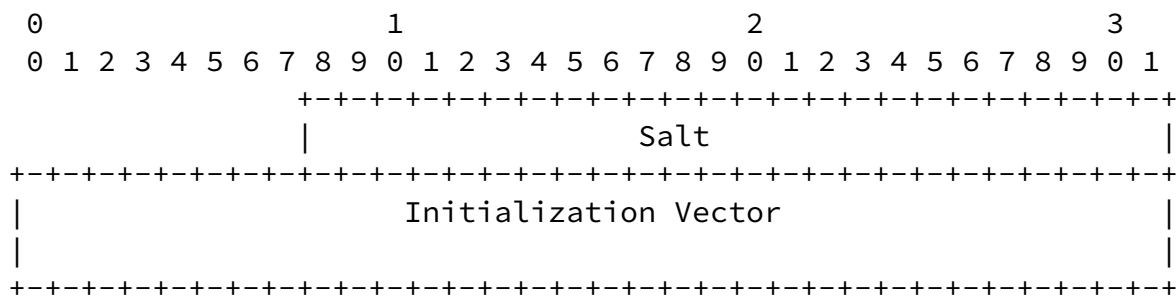 0                   1                   2                   3
0 1 2 3 4 5 6 7 8 9 0 1 2 3 4 5 6 7 8 9 0 1 2 3 4 5 6 7 8 9 0 1
                +-+-+-+-+-+-+-+-+-+-+-+-+-+-+-+-+-+-+-+-+-+-+-+-+
                |                  Salt                         |
+-+-+-+-+-+-+-+-+-+-+-+-+-+-+-+-+-+-+-+-+-+-+-+-+-+-+-+-+-+-+-+-+
|                     Initialization Vector                     |
|                                                               |
+-+-+-+-+-+-+-+-+-+-+-+-+-+-+-+-+-+-+-+-+-+-+-+-+-+-+-+-+-+-+-+-+